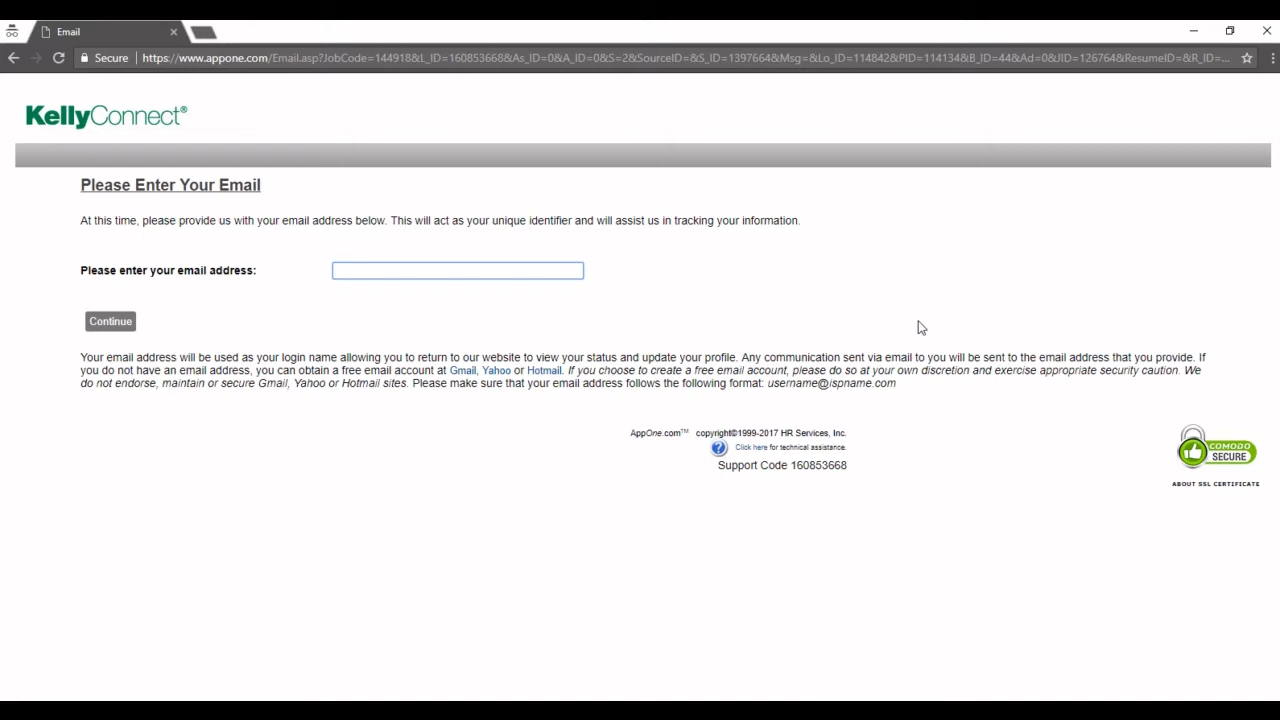 Email
Secure
https://www.appone.com/Email.asp?JobCode=144918&L_ID=160853668&As_ID=0&A_ID=0&S=2&SourceID=&S_ID=1397664&Msg=&Lo_ID=114842&PID=114134&B_ID=44&Ad=0&JID=126764&ResumeID=&R_ID=...
KellyConnect®
Please Enter Your Email
At this time, please provide us with your email address below. This will act as your unique identifier and will assist us in tracking your information.
Please enter your email address:
Continue
Your email address will be used as your login name allowing you to return to our website to view your status and update your profile. Any communication sent via email to you will be sent to the email address that you provide. If
you do not have an email address, you can obtain a free email account at Gmail, Yahoo or Hotmail. If you choose to create a free email account, please do so at your own discretion and exercise appropriate security caution. We
do not endorse, maintain or secure Gmail, Yahoo or Hotmail sites. Please make sure that your email address follows the following format: username@ispname.com
AppOne.com™ copyright©1999-2017 HR Services, Inc.
? Click here for technical assistance.
Support Code 160853668
COMODO
SECURE
ABOUT SSL CERTIFICATE